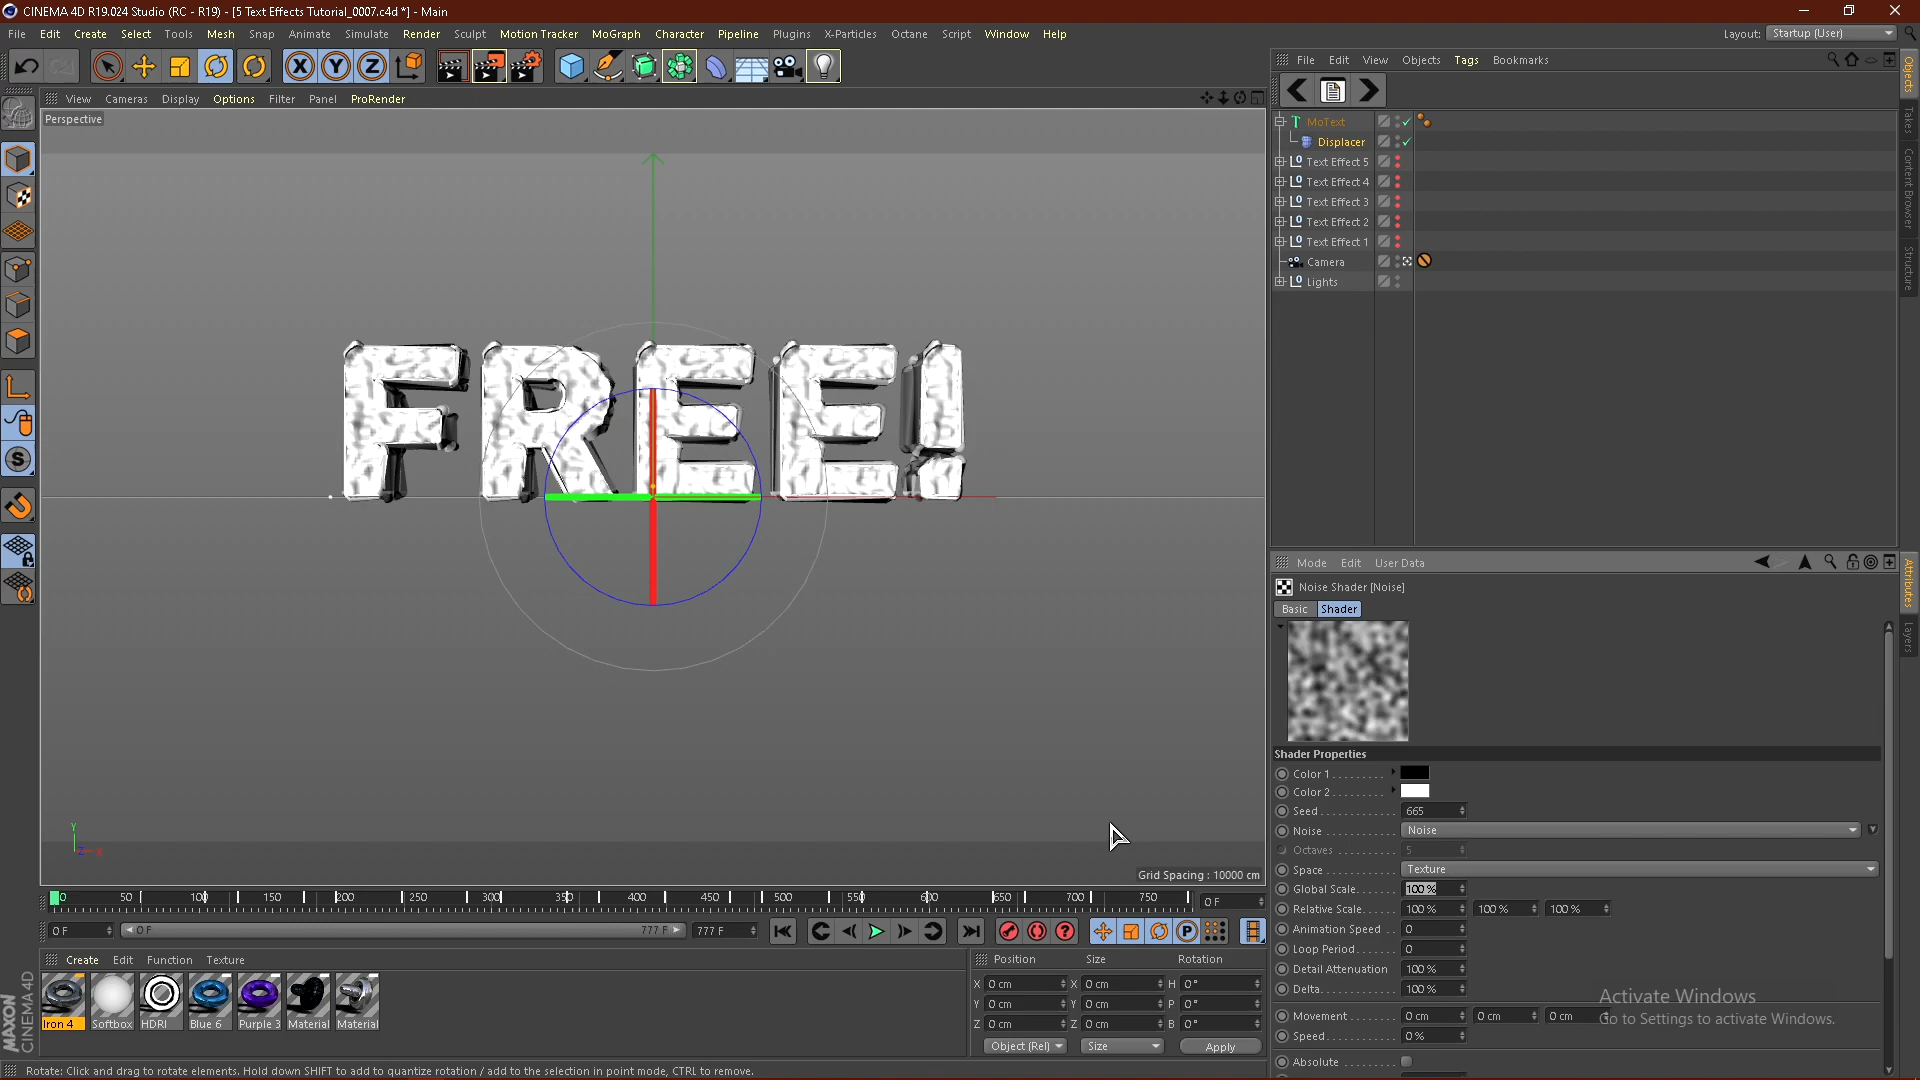 CINEMA 4D R19.024 Studio (RC - R19) - [5 Text Effects Tutorial_0007.c4d *] - Main
File Edit Create Select Tools Mesh Snap Animate Simulate Render Sculpt Motion Tracker MoGraph Character Pipeline Plugins X-Particles Octane Script Window Help
Layout: Startup (User)
File Edit View Objects Tags Bookmarks
View Cameras Display Options Filter Panel ProRender
Perspective
MoText
Displacer
Text Effect 5
Text Effect 4
Text Effect 3
Text Effect 2
Text Effect 1
Camera
Lights
Objects
Takes
Content Browser
Structure
FREE!
Mode Edit User Data
Attributes
Layers
Noise Shader [Noise]
Basic Shader
Shader Properties
Color 1
Color 2
Seed 665
Noise Noise
Octaves 5
Space Texture
Global Scale 100 %
Relative Scale 100 % 100 % 100 %
Animation Speed 0
Loop Period 0
Detail Attenuation 100 %
Delta 100 %
Movement 0 cm 0 cm 0 cm
Speed 0 %
Absolute
Activate Windows
Go to Settings to activate Windows.
Y
Z X
Grid Spacing : 10000 cm
0 50 100 150 200 250 300 350 400 450 500 550 600 650 700 750 0 F
0 F 0 F 777 F 777 F
Create Edit Function Texture
Iron 4 Softbox HDRI Blue 6 Purple 3 Material Material
Position Size Rotation
X 0 cm X 0 cm H 0 °
Y 0 cm Y 0 cm P 0 °
Z 0 cm Z 0 cm B 0 °
Object (Rel) Size Apply
MAXON
CINEMA 4D
Rotate: Click and drag to rotate elements. Hold down SHIFT to add to quantize rotation / add to the selection in point mode, CTRL to remove.